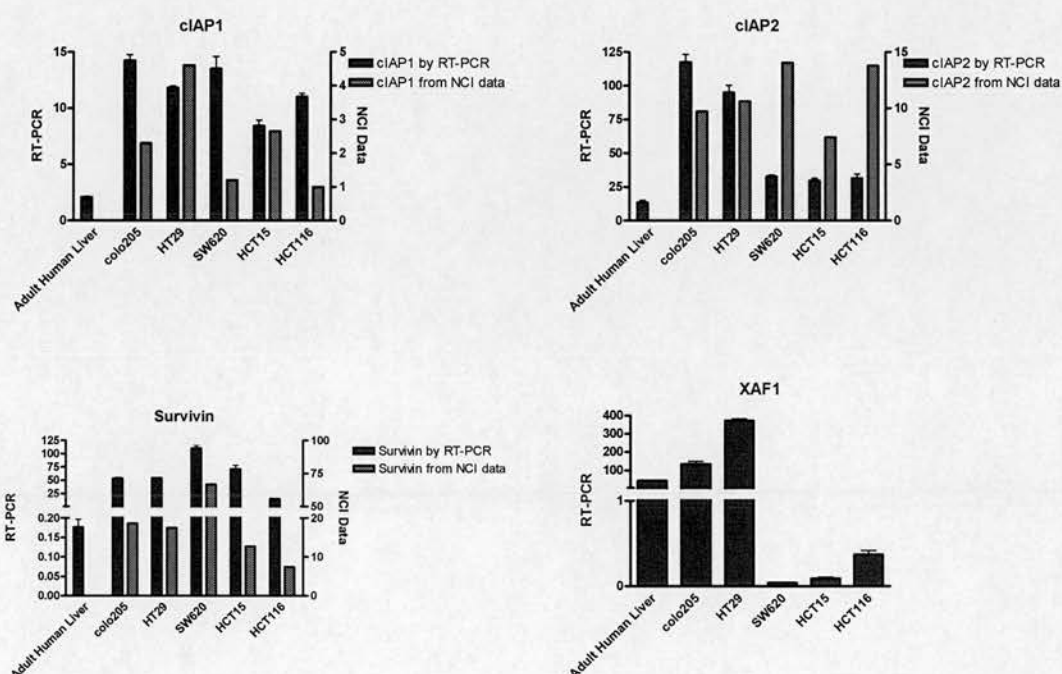 cIAP1
15
10
5
0
RT-PCR
5
4
3
2
1
0
NCI Data
cIAP1 by RT-PCR
cIAP1 from NCI data
Adult Human Liver
colo205
HT29
SW620
HCT15
HCT116
cIAP2
125
100
75
50
25
0
RT-PCR
15
10
5
0
NCI Data
cIAP2 by RT-PCR
cIAP2 from NCI data
Adult Human Liver
colo205
HT29
SW620
HCT15
HCT116
Survivin
125
100
75
50
25
0.20
0.15
0.10
0.05
0.00
RT-PCR
100
75
50
20
10
0
NCI Data
Survivin by RT-PCR
Survivin from NCI data
Adult Human Liver
colo205
HT29
SW620
HCT15
HCT116
XAF1
400
300
200
100
1
0
RT-PCR
Adult Human Liver
colo205
HT29
SW620
HCT15
HCT116